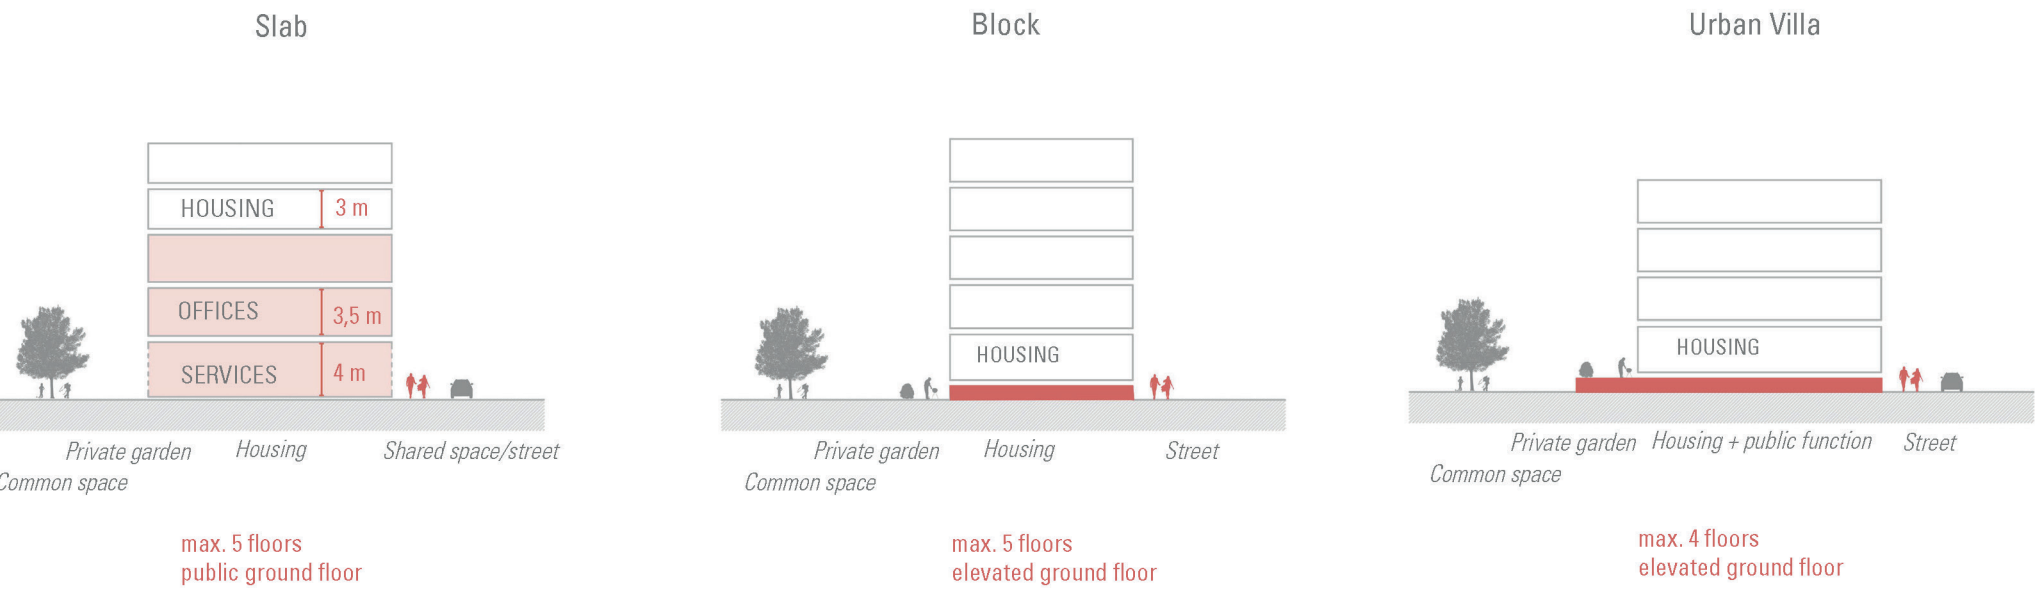 Slab
HOUSING
3 m
OFFICES
3,5 m
SERVICES
4 m
Private garden
Housing
Shared space/street
Common space
max. 5 floors
public ground floor
Block
HOUSING
Private garden
Housing
Street
Common space
max. 5 floors
elevated ground floor
Urban Villa
HOUSING
Private garden
Housing + public function
Street
Common space
max. 4 floors
elevated ground floor